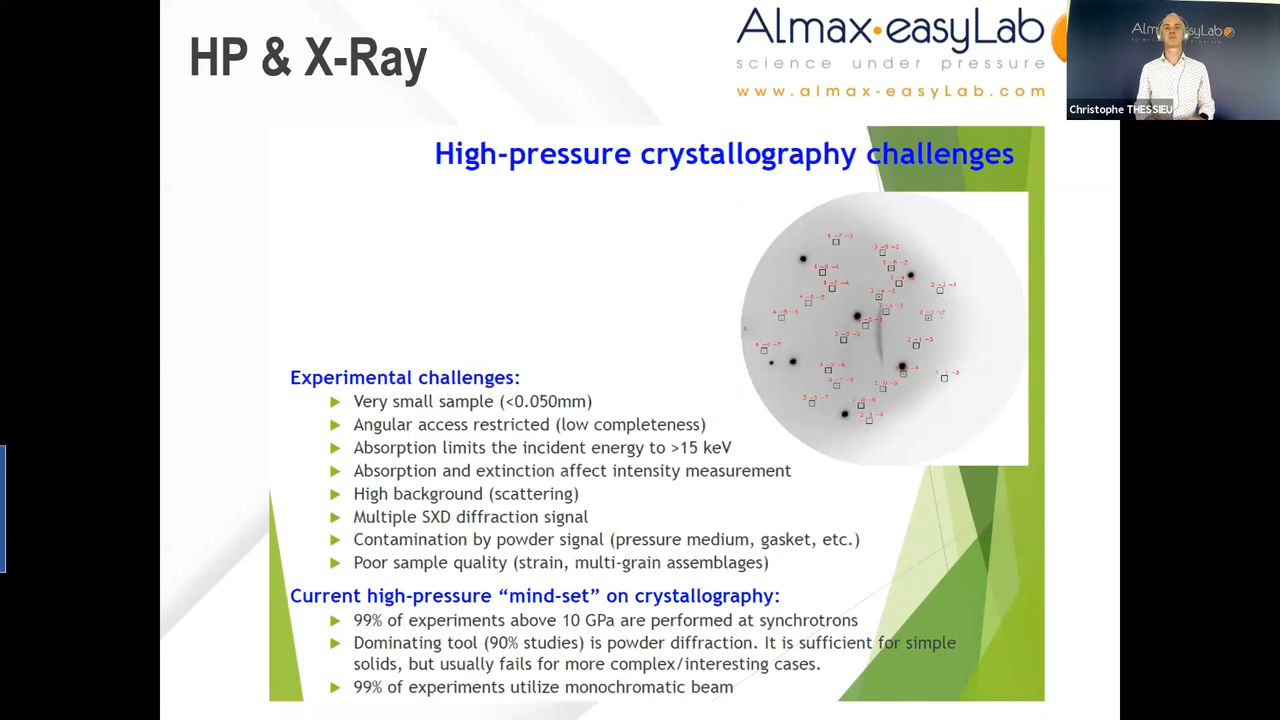 HP & X-Ray
Almax•easyLab
science under pressure
www.almax-easyLab.com
Christophe THESSIEU
High-pressure crystallography challenges
Experimental challenges:
Very small sample (<0.050mm)
Angular access restricted (low completeness)
Absorption limits the incident energy to >15 keV
Absorption and extinction affect intensity measurement
High background (scattering)
Multiple SXD diffraction signal
Contamination by powder signal (pressure medium, gasket, etc.)
Poor sample quality (strain, multi-grain assemblages)
Current high-pressure “mind-set” on crystallography:
99% of experiments above 10 GPa are performed at synchrotrons
Dominating tool (90% studies) is powder diffraction. It is sufficient for simple
solids, but usually fails for more complex/interesting cases.
99% of experiments utilize monochromatic beam